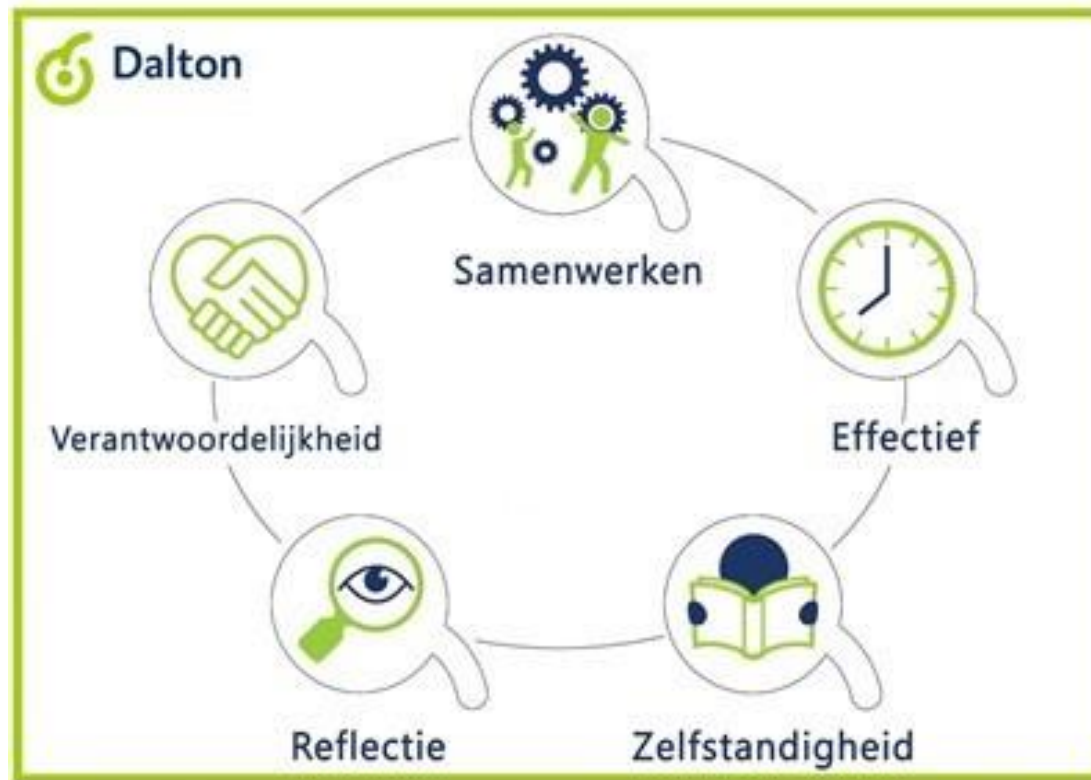 Dalton
Samenwerken
Verantwoordelijkheid
Effectief
Reflectie
Zelfstandigheid